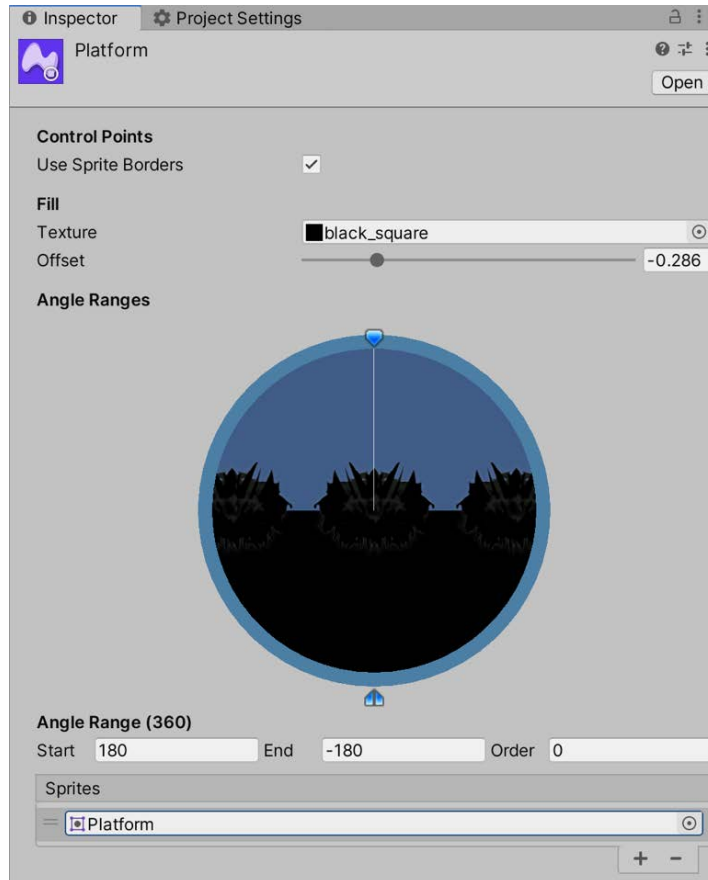 Inspector Project Settings
Platform
Open
Control Points
Use Sprite Borders
Fill
Texture black_square
Offset -0.286
Angle Ranges
Angle Range (360)
Start 180 End -180 Order 0
Sprites
Platform